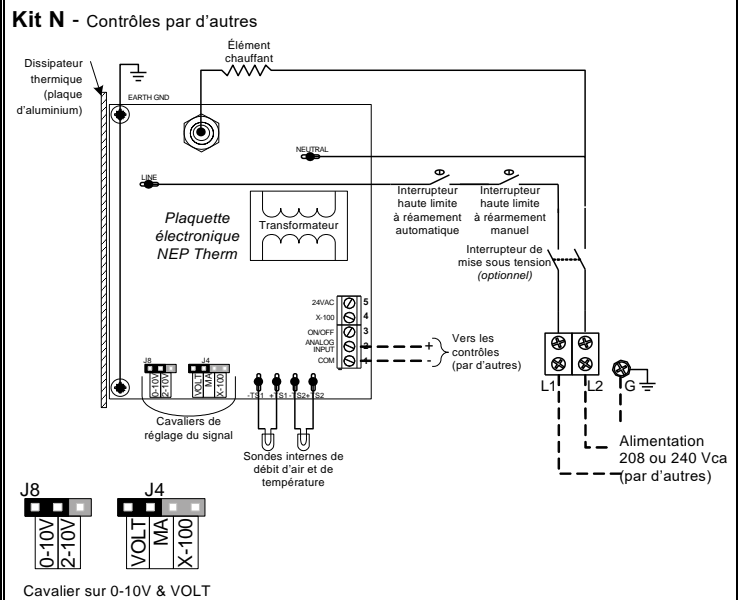 Kit N - Contrôles par d'autres
Élément
chauffant
Dissipateur
thermique
(plaque
d'aluminium)
EARTH GND
NEUTRAL
LINE
Interrupteur
haute limite
à réarmement
automatique
Interrupteur
haute limite
à réarmement
manuel
Plaquette
électronique
NEP Therm
Transformateur
Interrupteur de
mise sous tension
(optionnel)
24VAC 5
X-100 4
ON/OFF 3
ANALOG
INPUT 2
COM 1
+
-
Vers les
contrôles
(par d'autres)
J8
0-10V
2-10V
J4
VOLT
MA
X-100
-TS1 +TS1 -TS2 +TS2
Cavaliers de
réglage du signal
Sondes internes de
débit d'air et de
température
L1 L2 G
Alimentation
208 ou 240 Vca
(par d'autres)
J8
0-10V
2-10V
J4
VOLT
MA
X-100
Cavalier sur 0-10V & VOLT